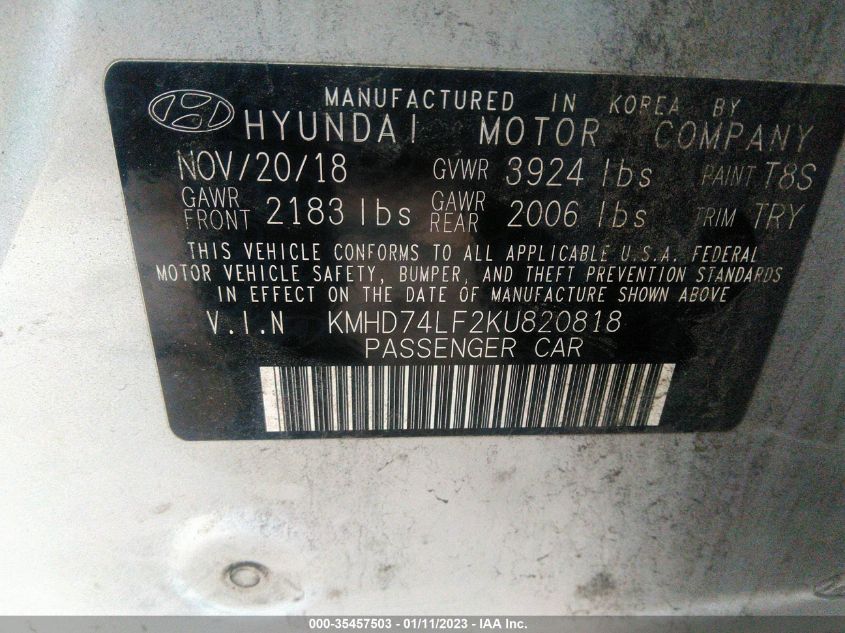 MANUFACTURED IN KOREA BY
HYUNDAI MOTOR COMPANY
NOV/20/18 GVWR 3924 lbs PAINT T8S
GAWR FRONT 2183 lbs GAWR REAR 2006 lbs TRIM TRY
THIS VEHICLE CONFORMS TO ALL APPLICABLE U.S.A. FEDERAL
MOTOR VEHICLE SAFETY, BUMPER, AND THEFT PREVENTION STANDARDS
IN EFFECT ON THE DATE OF MANUFACTURE SHOWN ABOVE
V.I.N KMHD74LF2KU820818
PASSENGER CAR
000-35457503 - 01/11/2023 - IAA Inc.